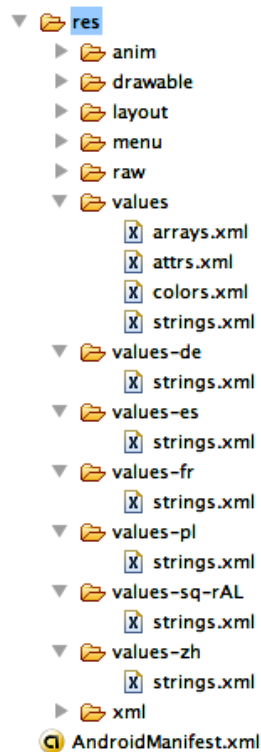 res
anim
drawable
layout
menu
raw
values
arrays.xml
attrs.xml
colors.xml
strings.xml
values-de
strings.xml
values-es
strings.xml
values-fr
strings.xml
values-pl
strings.xml
values-sq-rAL
strings.xml
values-zh
strings.xml
xml
AndroidManifest.xml